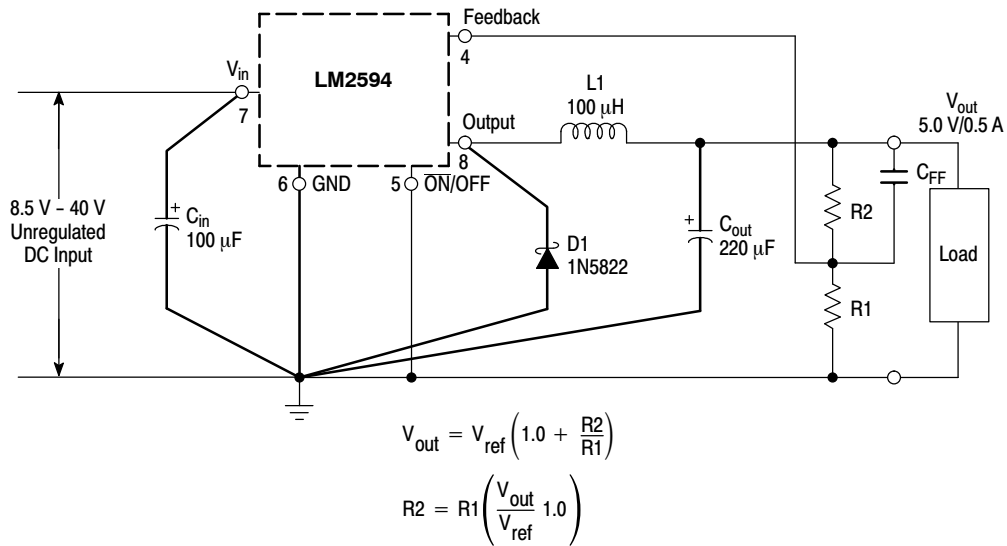 Feedback
4
V_in
7
LM2594
Output
8
L1
100 μH
V_out
5.0 V/0.5 A
6
GND
5
ON/OFF
C_FF
R2
8.5 V – 40 V
Unregulated
DC Input
+
C_in
100 μF
D1
1N5822
+
C_out
220 μF
Load
R1
V_out = V_ref (1.0 + R2/R1)
R2 = R1 (V_out/V_ref 1.0)